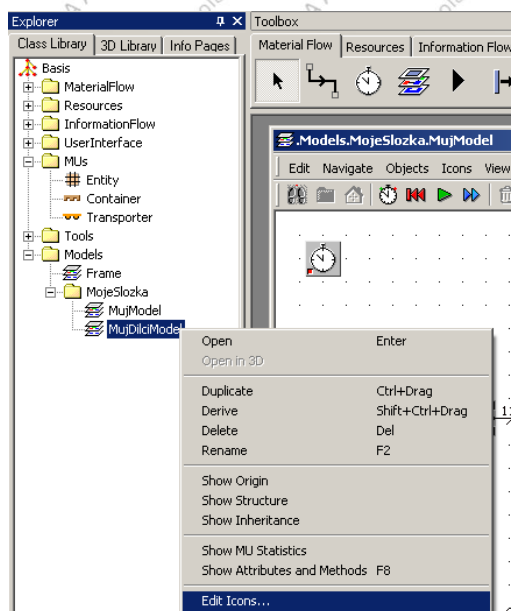 Explorer
Class Library 3D Library Info Pages
Basis
MaterialFlow
Resources
InformationFlow
UserInterface
MUs
Entity
Container
Transporter
Tools
Models
Frame
MojeSlozka
MujModel
MujDilciModel
Toolbox
Material Flow Resources Information Flow
.Models.MojeSlozka.MujModel
Edit Navigate Objects Icons View
Open Enter
Open in 3D
Duplicate Ctrl+Drag
Derive Shift+Ctrl+Drag
Delete Del
Rename F2
Show Origin
Show Structure
Show Inheritance
Show MU Statistics
Show Attributes and Methods F8
Edit Icons...